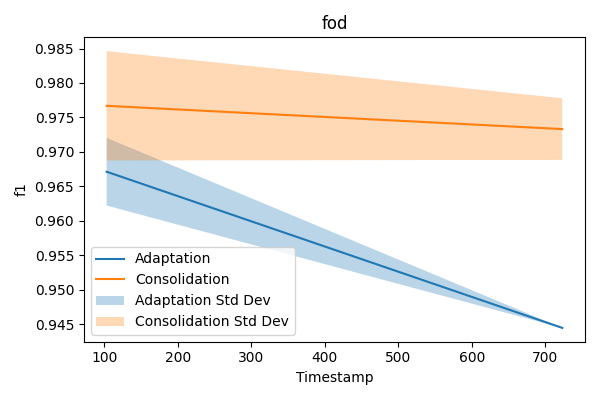 fod
0.985
0.980
0.975
0.970
0.965
0.960
0.955
0.950
0.945
f1
Adaptation
Consolidation
Adaptation Std Dev
Consolidation Std Dev
100 200 300 400 500 600 700
Timestamp